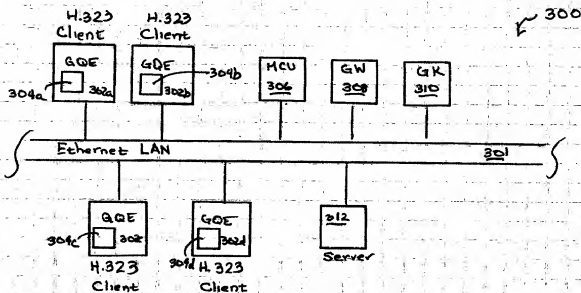 300
H.323
Client
H.323
Client
GQE
304a
302a
GQE
304b
302b
MCU
306
GW
308
GK
310
Ethernet LAN
301
GQE
304c
302c
H.323
Client
GQE
304d
302d
H.323
Client
312
Server